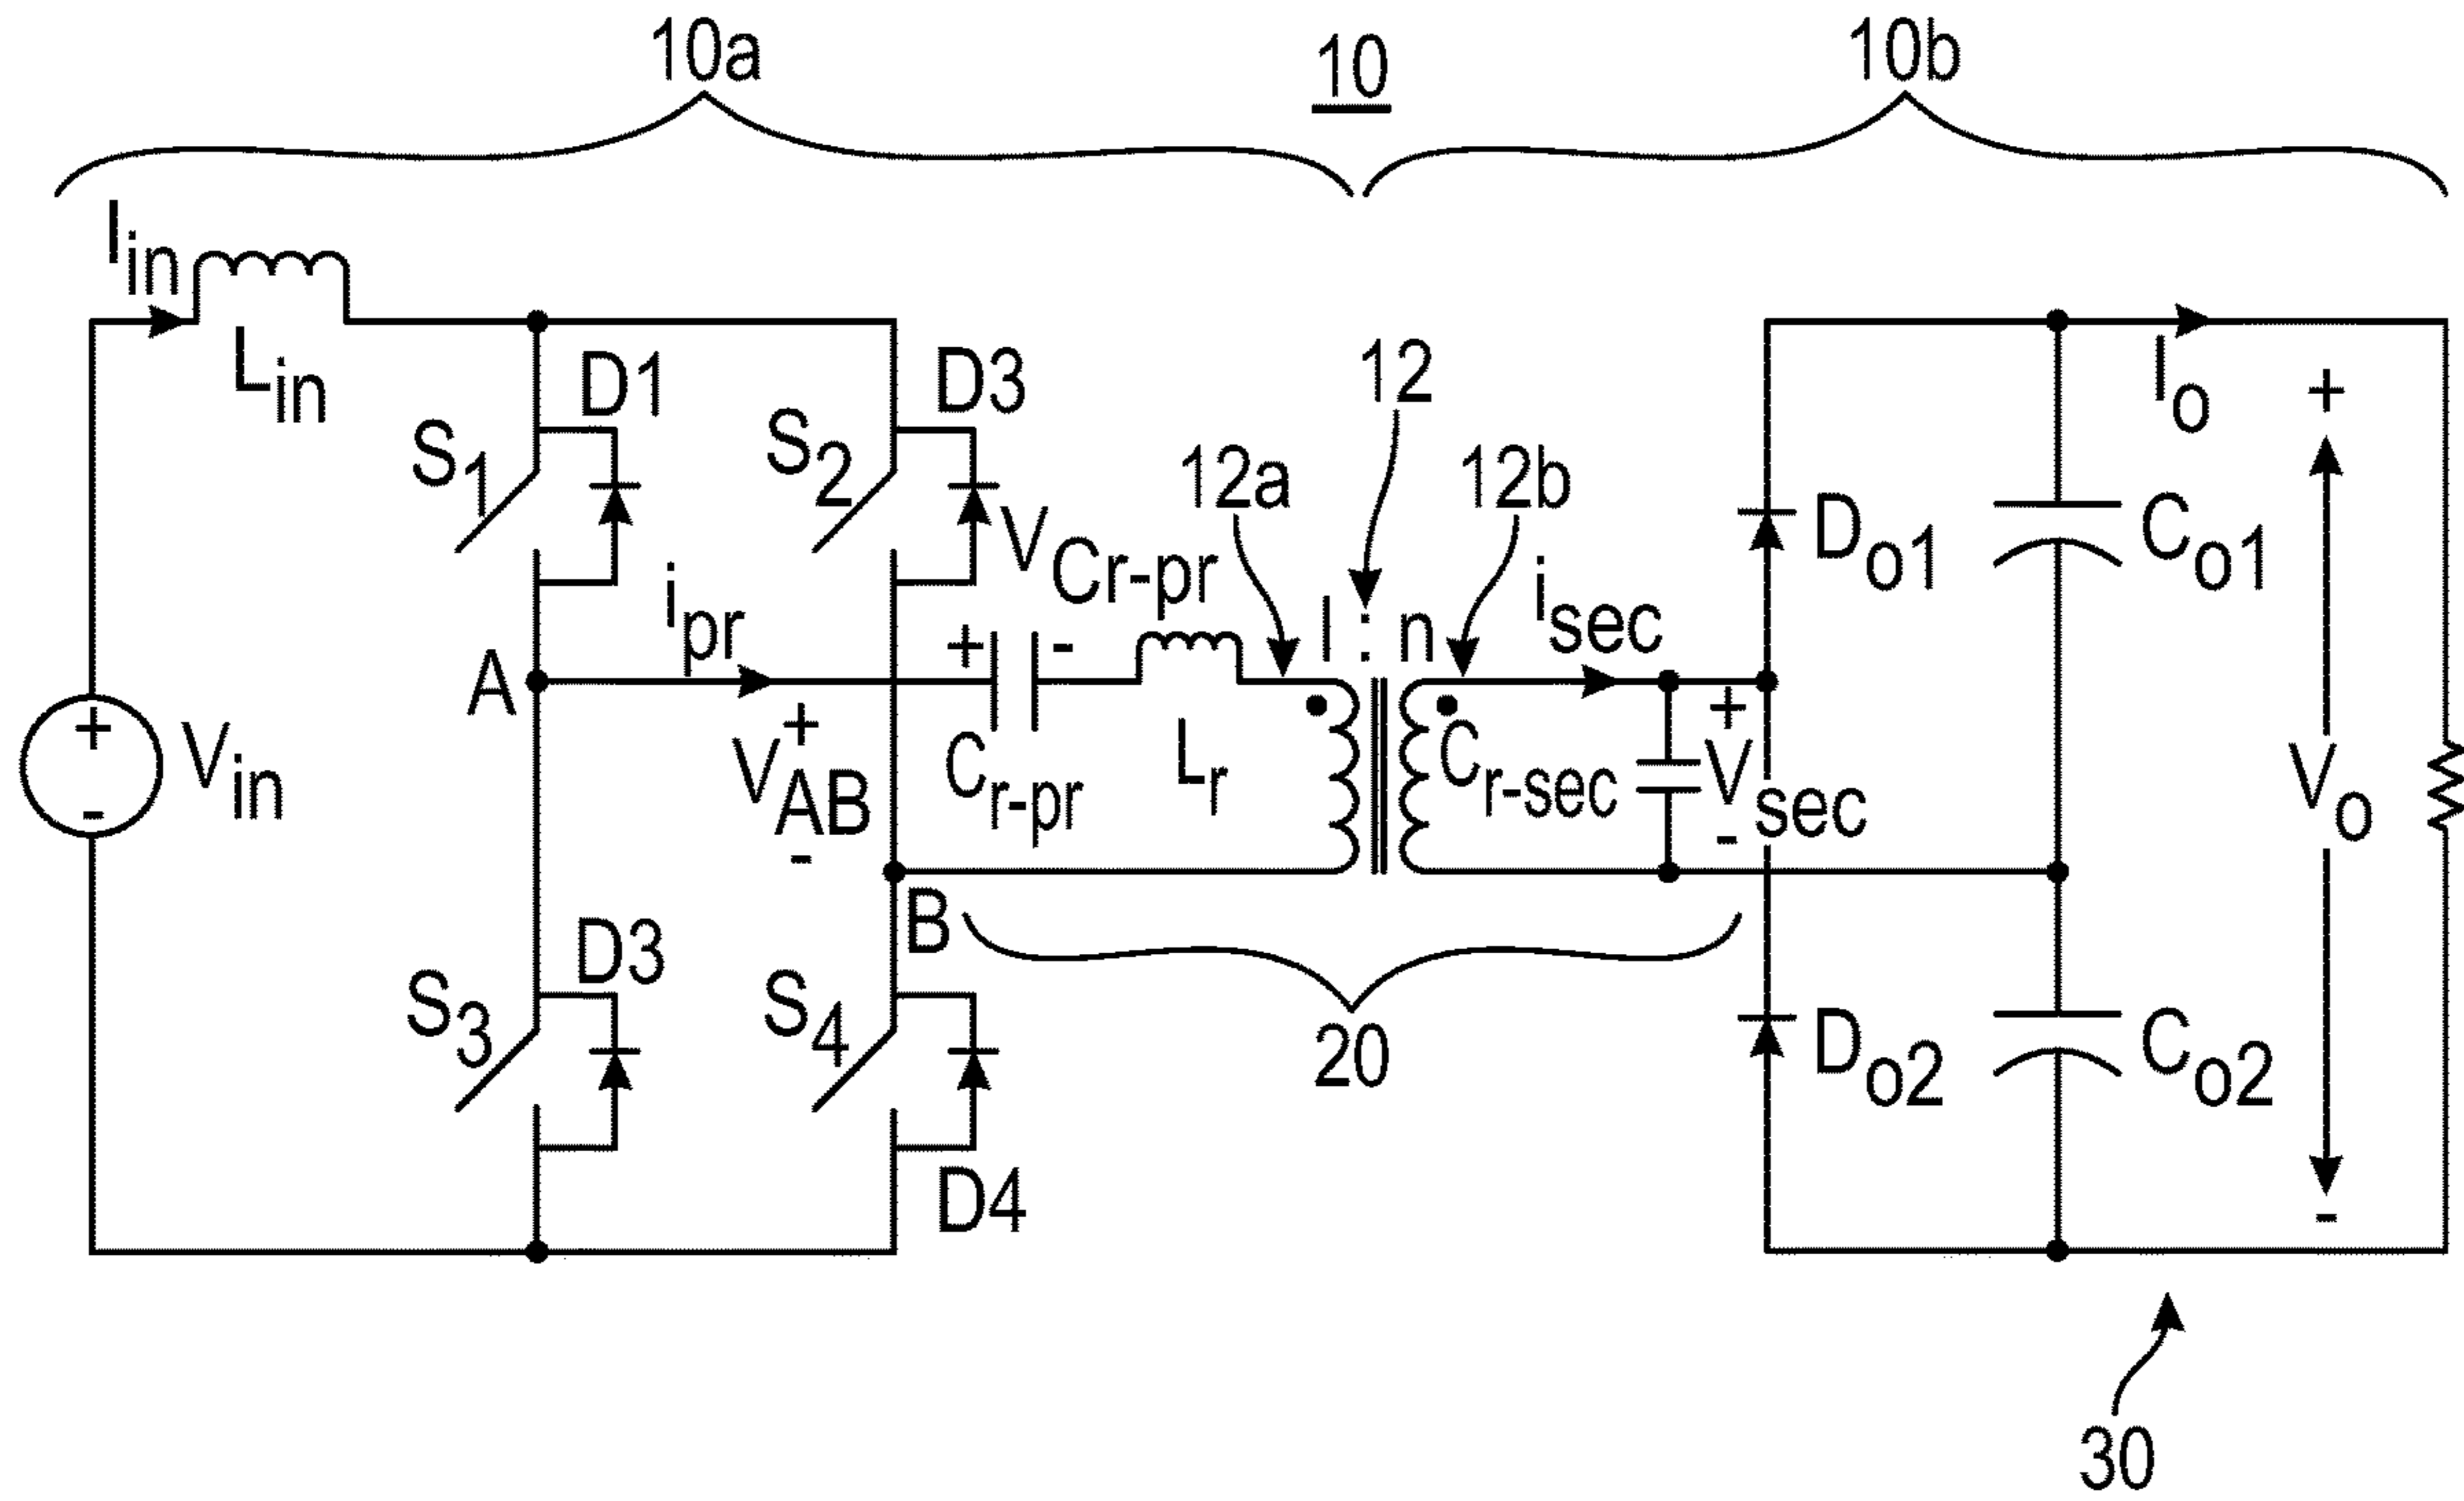 10a
10
10b
Iin
Lin
D1
S1
D3
S2
VCr-pr
12
12a
12b
l : n
isec
ipr
+ -
A
+
VAB
-
Cr-pr
Lr
Cr-sec
+
Vsec
-
+
Vin
-
B
20
D3
S3
S4
D4
Io
Do1
Co1
+
Vo
-
Do2
Co2
30